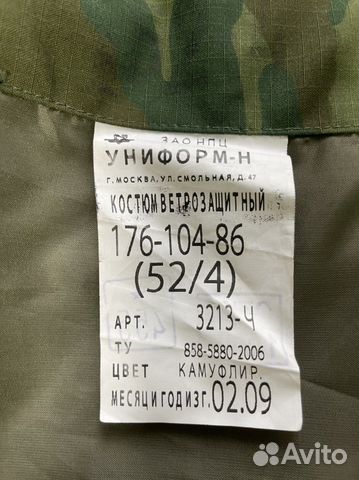 ЗАО НПЦ
УНИФОРМ-Н
Г. МОСКВА, УЛ. СМОЛЬНАЯ, Д. 47
КОСТЮМ ВЕТРОЗАЩИТНЫЙ
176-104-86
(52/4)
АРТ. 3213-Ч
ТУ 858-5880-2006
ЦВЕТ КАМУФЛИР.
МЕСЯЦ И ГОД ИЗГ. 02.09
Avito